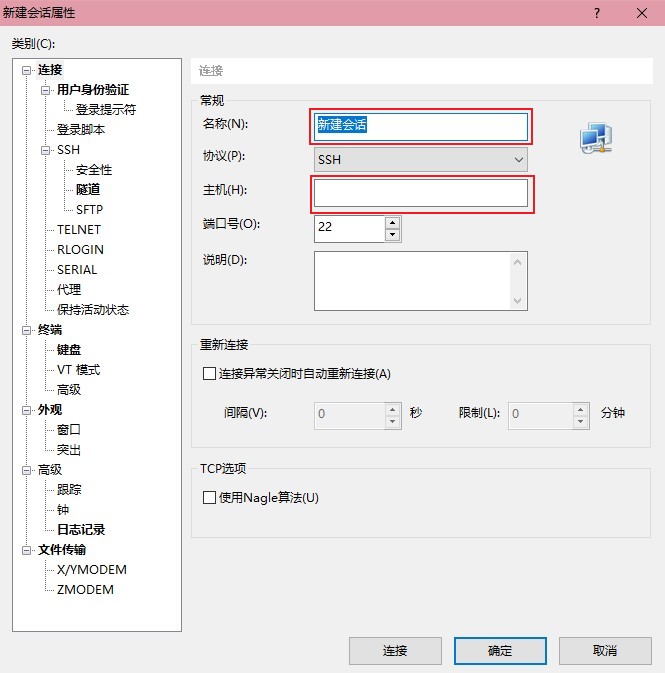 新建会话属性
?
类别(C):
连接
用户身份验证
登录提示符
登录脚本
SSH
安全性
隧道
SFTP
TELNET
RLOGIN
SERIAL
代理
保持活动状态
终端
键盘
VT 模式
高级
外观
窗口
突出
高级
跟踪
钟
日志记录
文件传输
X/YMODEM
ZMODEM
连接
常规
名称(N): 新建会话
协议(P): SSH
主机(H):
端口号(O): 22
说明(D):
重新连接
连接异常关闭时自动重新连接(A)
间隔(V): 0 秒 限制(L): 0 分钟
TCP选项
使用Nagle算法(U)
连接 确定 取消